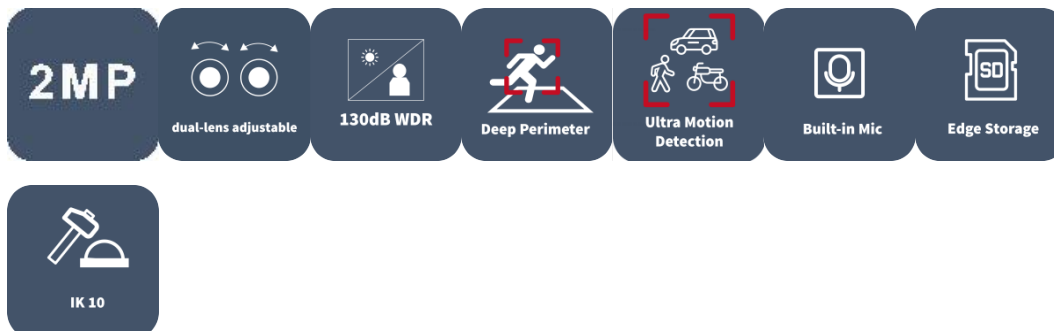 2MP
dual-lens adjustable
130dB WDR
Deep Perimeter
Ultra Motion
Detection
Built-in Mic
SD
Edge Storage
IK 10